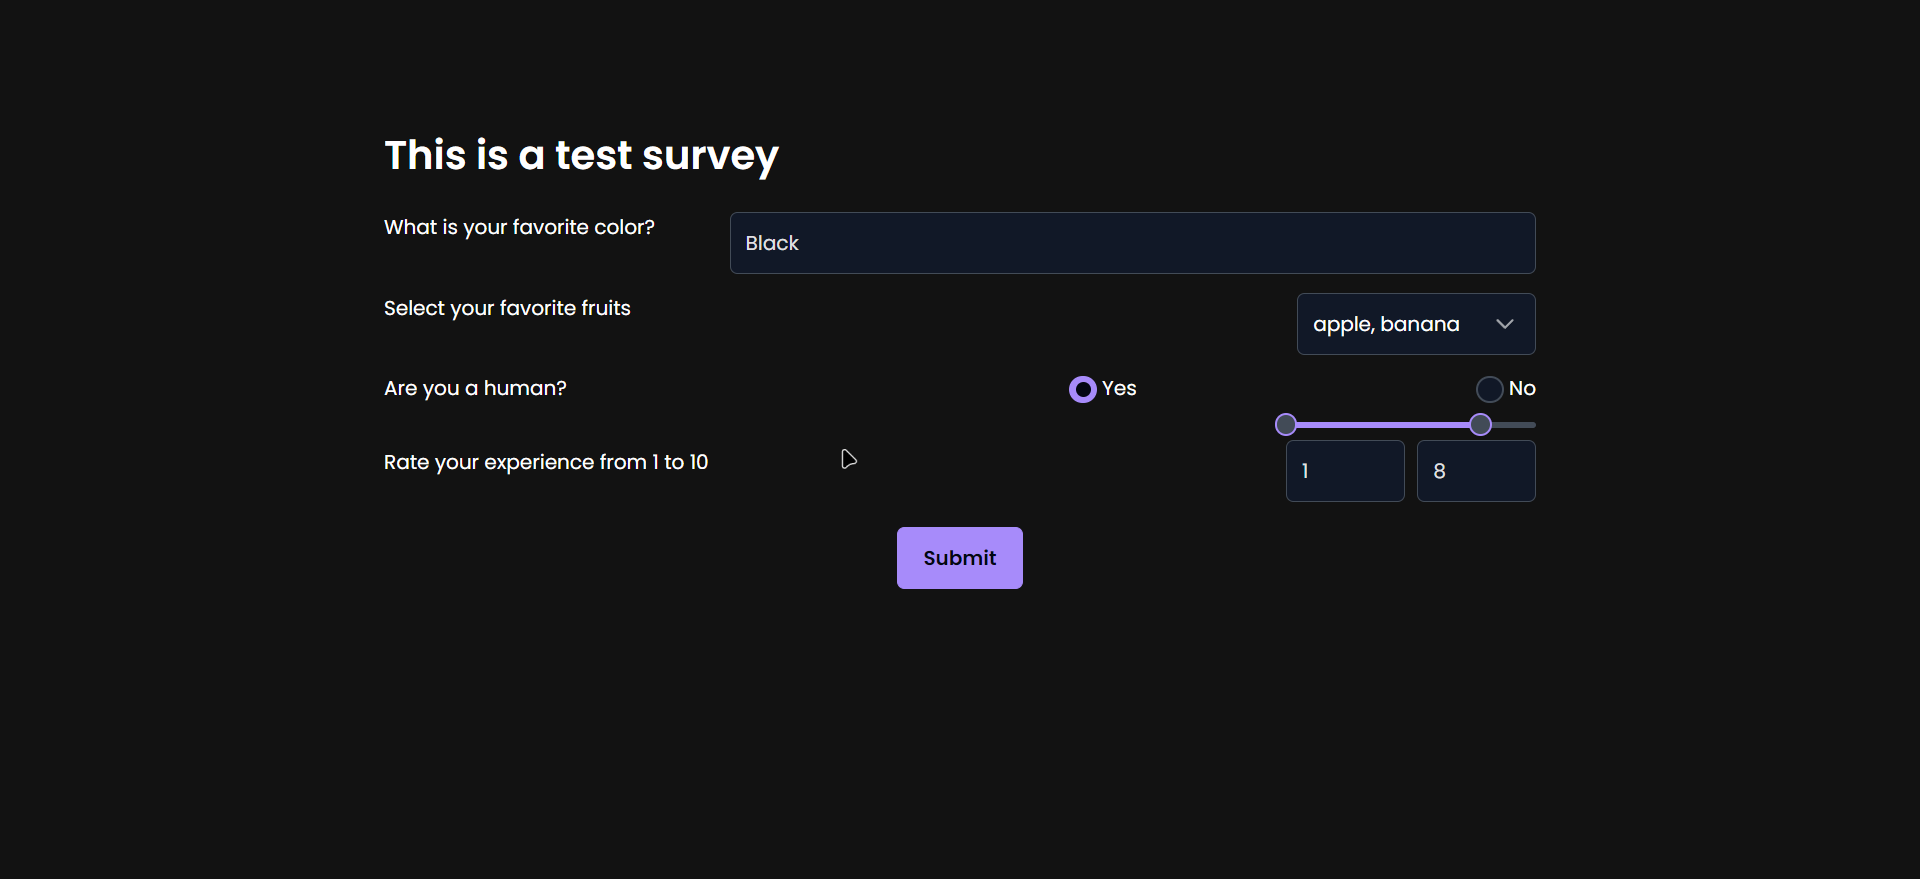 This is a test survey
What is your favorite color?
Black
Select your favorite fruits
apple, banana
Are you a human?
Yes
No
Rate your experience from 1 to 10
1
8
Submit